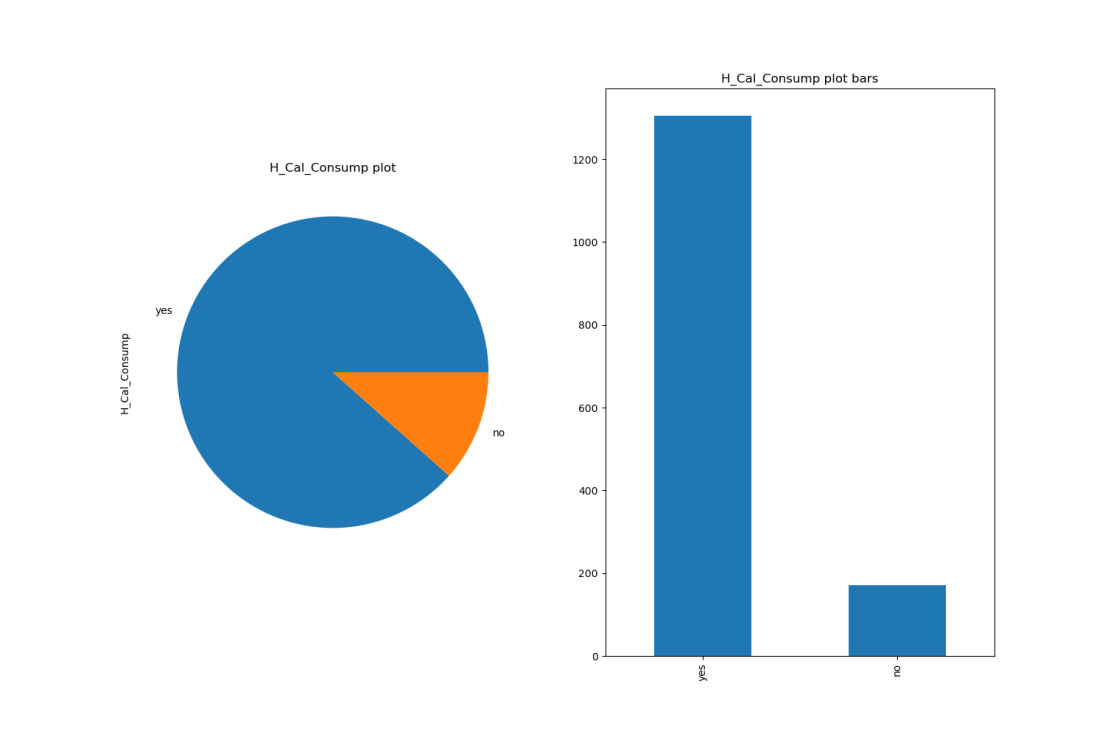 H_Cal_Consump plot
yes
H_Cal_Consump
no
H_Cal_Consump plot bars
1200
1000
800
600
400
200
0
yes
no